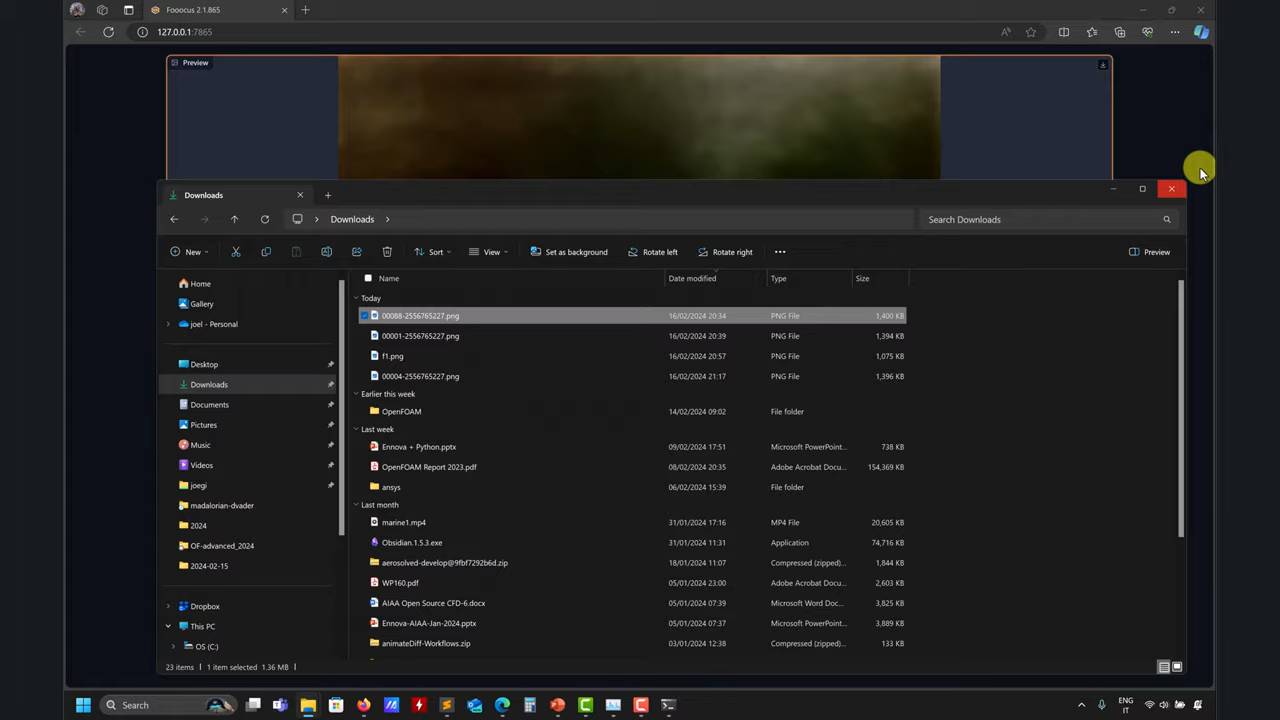 Fooocus 2.1.865
127.0.0.1:7865
Preview
Downloads
Downloads
Search Downloads
New
Sort
View
Set as background
Rotate left
Rotate right
Preview
Name Date modified Type Size
Home
Gallery
joel - Personal
Desktop
Downloads
Documents
Pictures
Music
Videos
joegi
madalorian-dvader
2024
OF-advanced_2024
2024-02-15
Dropbox
This PC
OS (C:)
Today
00088-2556765227.png 16/02/2024 20:34 PNG File 1,400 KB
00001-2556765227.png 16/02/2024 20:39 PNG File 1,394 KB
f1.png 16/02/2024 20:57 PNG File 1,075 KB
00004-2556765227.png 16/02/2024 21:17 PNG File 1,396 KB
Earlier this week
OpenFOAM 14/02/2024 09:02 File folder
Last week
Ennova + Python.pptx 09/02/2024 17:51 Microsoft PowerPoint... 738 KB
OpenFOAM Report 2023.pdf 08/02/2024 20:35 Adobe Acrobat Docu... 154,369 KB
ansys 06/02/2024 15:39 File folder
Last month
marine1.mp4 31/01/2024 17:16 MP4 File 20,605 KB
Obsidian.1.5.3.exe 31/01/2024 11:31 Application 74,716 KB
aerosolved-develop@9fbf7292b6d.zip 18/01/2024 11:07 Compressed (zipped)... 1,844 KB
WP160.pdf 05/01/2024 23:00 Adobe Acrobat Docu... 2,603 KB
AIAA Open Source CFD-6.docx 05/01/2024 07:39 Microsoft Word Doc... 3,825 KB
Ennova-AIAA-Jan-2024.pptx 05/01/2024 07:37 Microsoft PowerPoint... 3,889 KB
animateDiff-Workflows.zip 03/01/2024 12:38 Compressed (zipped)... 133 KB
23 items 1 item selected 1.36 MB
Search
ENG
IT